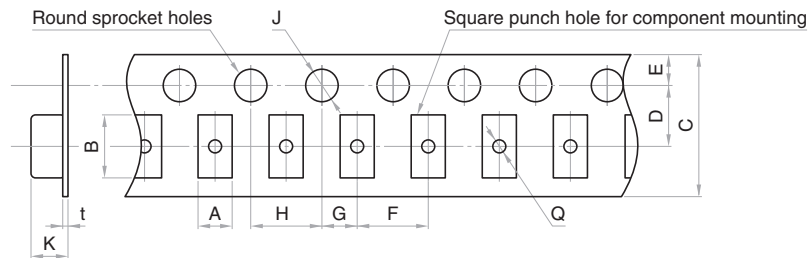 Round sprocket holes
J
Square punch hole for component mounting
E
D
C
B
A
H
G
F
Q
t
K